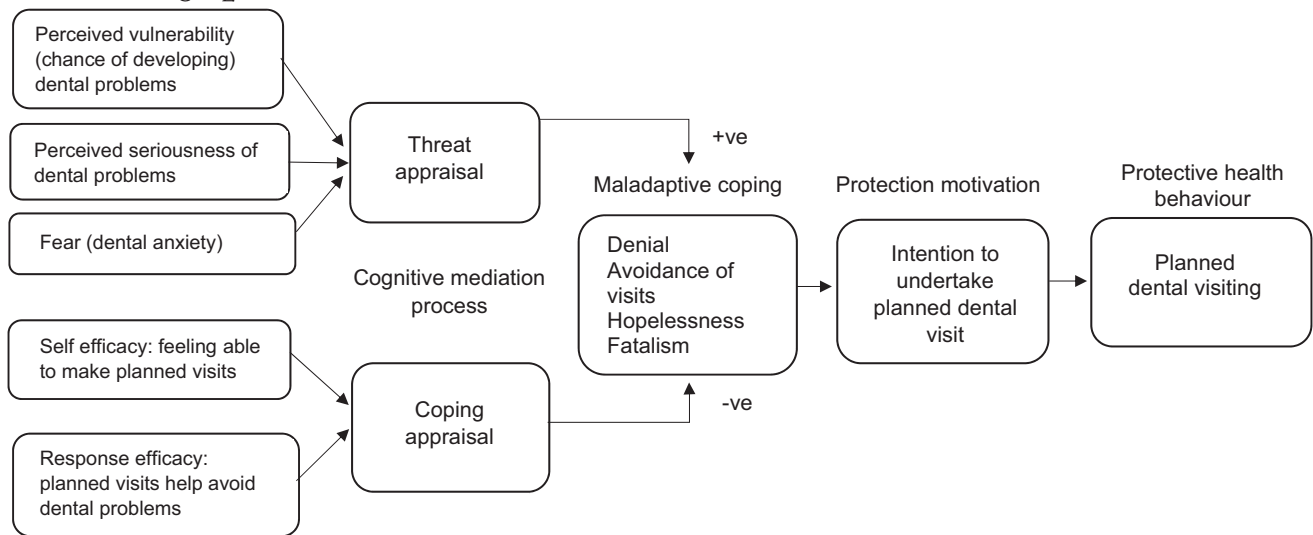 Perceived vulnerability
(chance of developing)
dental problems
Perceived seriousness of
dental problems
Fear (dental anxiety)
Threat
appraisal
Cognitive mediation
process
Self efficacy: feeling able
to make planned visits
Response efficacy:
planned visits help avoid
dental problems
Coping
appraisal
+ve
Maladaptive coping
Denial
Avoidance of
visits
Hopelessness
Fatalism
-ve
Protection motivation
Intention to
undertake
planned dental
visit
Protective health
behaviour
Planned
dental visiting